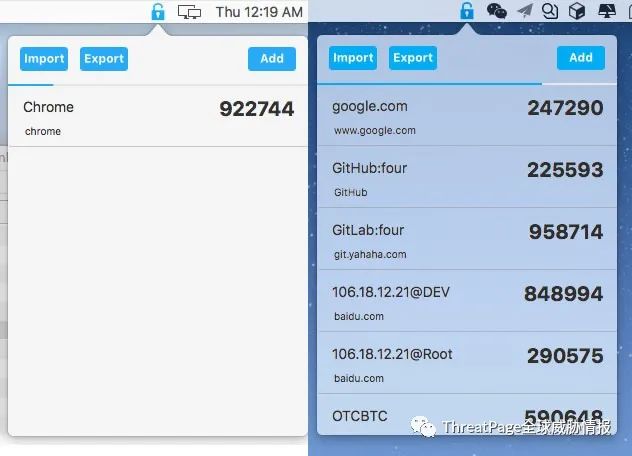 Thu 12:19 AM
Import Export Add
Chrome 922744
chrome
Import Export Add
google.com 247290
www.google.com
GitHub:four 225593
GitHub
GitLab:four 958714
git.yahaha.com
106.18.12.21@DEV 848994
baidu.com
106.18.12.21@Root 290575
baidu.com
OTCBTC 590648
ThreatPage全球威胁情报